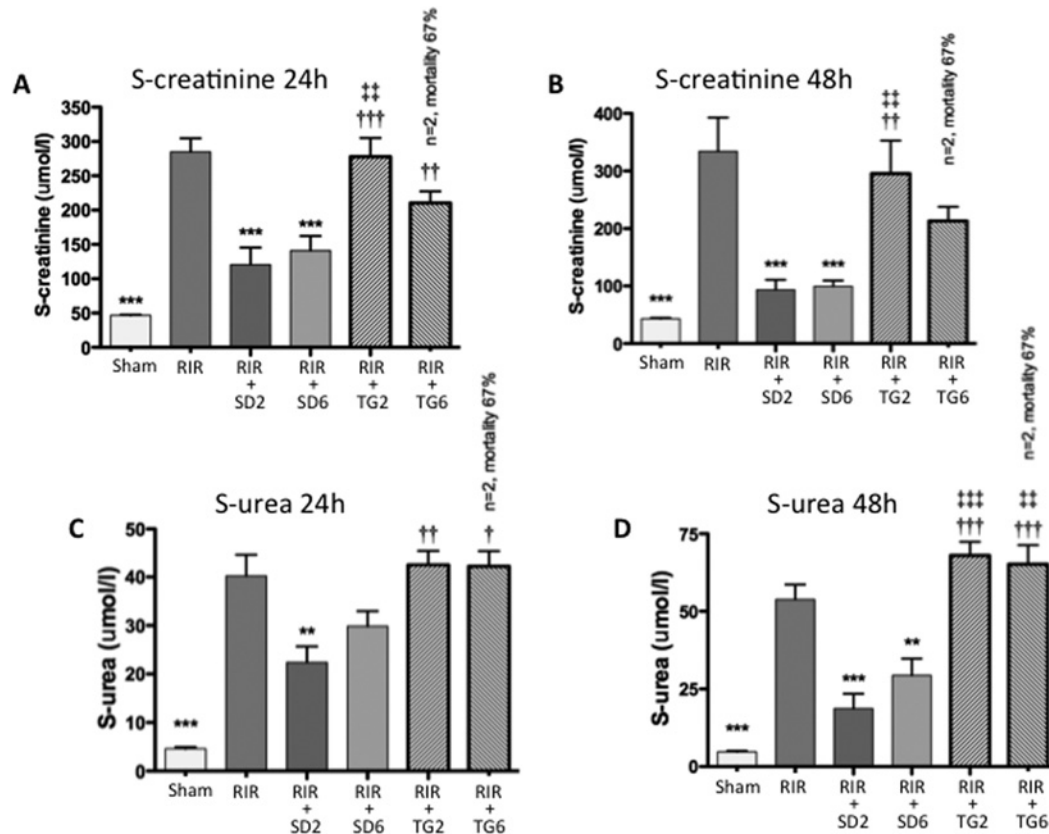 A
S-creatinine 24h
n=2, mortality 67%
‡‡
†††
††
350
300
250
200
150
100
50
0
S-creatinine (umol/l)
***
***
***
Sham
RIR
RIR + SD2
RIR + SD6
RIR + TG2
RIR + TG6
B
S-creatinine 48h
n=2, mortality 67%
‡‡
††
400
300
200
100
0
S-creatinine (umol/l)
***
***
***
Sham
RIR
RIR + SD2
RIR + SD6
RIR + TG2
RIR + TG6
C
S-urea 24h
n=2, mortality 67%
††
†
50
40
30
20
10
0
S-urea (umol/l)
***
**
Sham
RIR
RIR + SD2
RIR + SD6
RIR + TG2
RIR + TG6
D
S-urea 48h
n=2, mortality 67%
‡‡‡
†††
‡‡
†††
75
50
25
0
S-urea (umol/l)
***
***
**
Sham
RIR
RIR + SD2
RIR + SD6
RIR + TG2
RIR + TG6